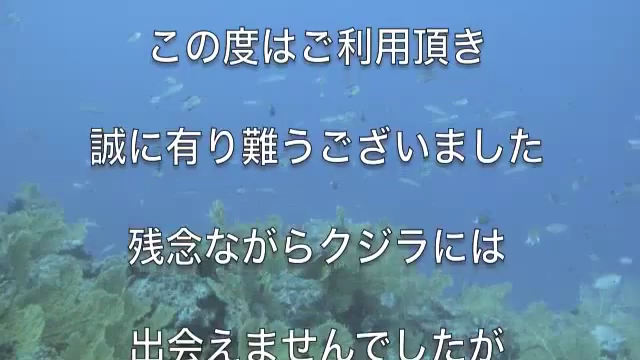 この度はご利用頂き
誠に有り難うございました
残念ながらクジラには
出会えませんでしたが